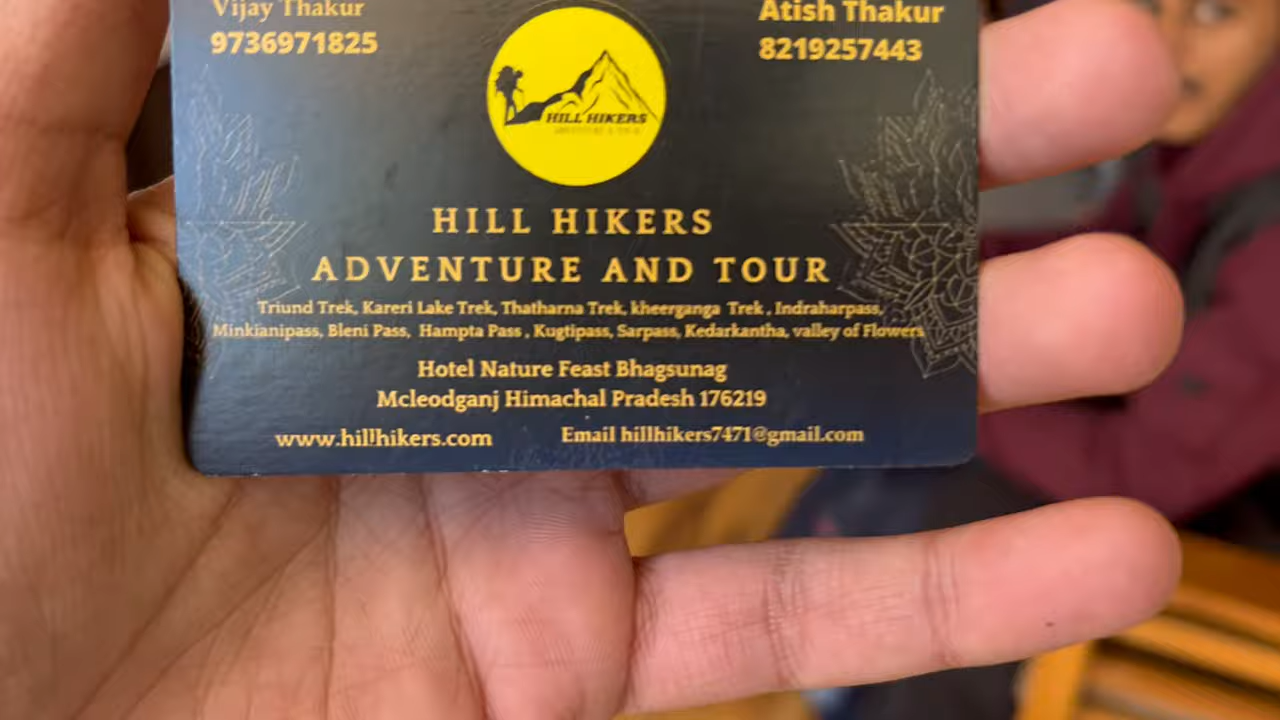 Vijay Thakur
9736971825
Atish Thakur
8219257443
HILL HIKERS
HILL HIKERS
ADVENTURE AND TOUR
Triund Trek, Kareri Lake Trek, Thatharna Trek, kheerganga Trek , Indraharpass,
Minkianipass, Bleni Pass, Hampta Pass , Kugtipass, Sarpass, Kedarkantha, valley of Flowers
Hotel Nature Feast Bhagsunag
Mcleodganj Himachal Pradesh 176219
www.hillhikers.com
Email hillhikers7471@gmail.com